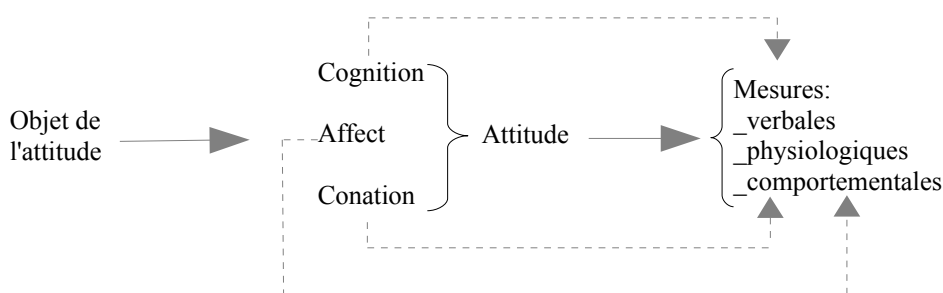 Objet de
l'attitude
Cognition
Affect
Conation
Attitude
Mesures:
_verbales
_physiologiques
_comportementales